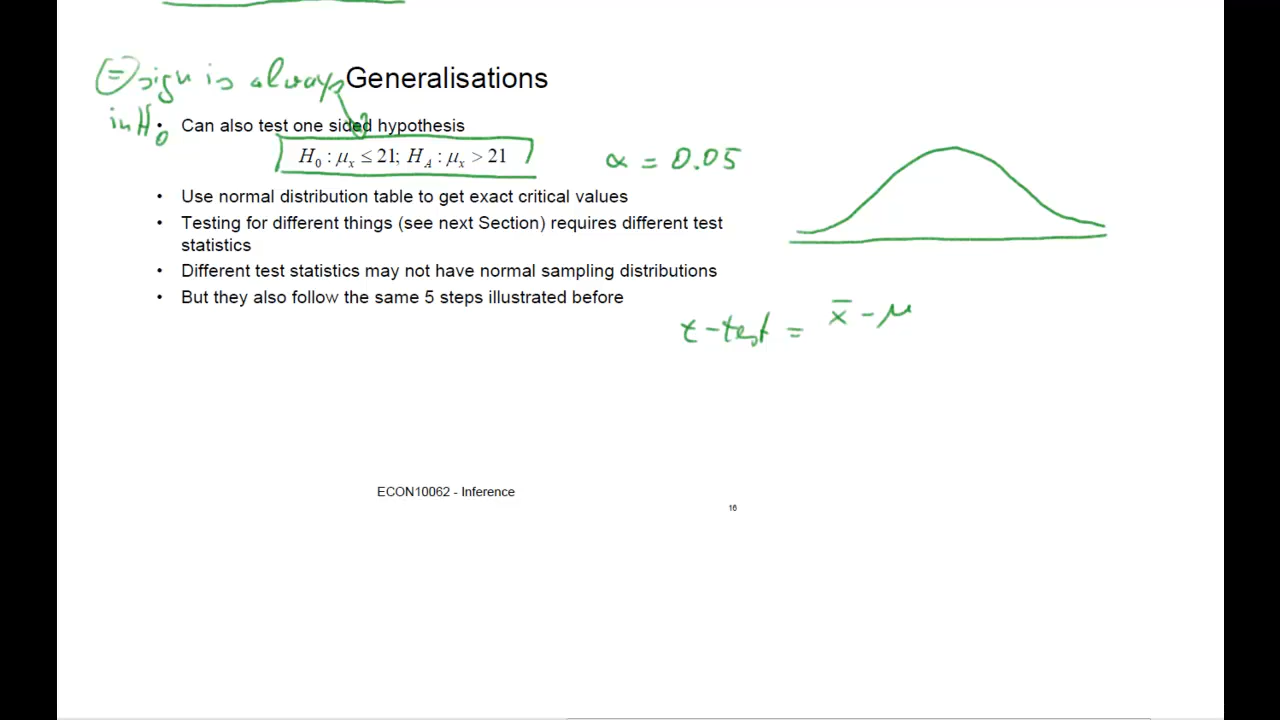 = sign is always Generalisations
in H₀ • Can also test one sided hypothesis
H₀ : μₓ ≤ 21; H_A : μₓ > 21 α = 0.05
• Use normal distribution table to get exact critical values
• Testing for different things (see next Section) requires different test
statistics
• Different test statistics may not have normal sampling distributions
• But they also follow the same 5 steps illustrated before
t-test = x̄ - μ
ECON10062 - Inference
16